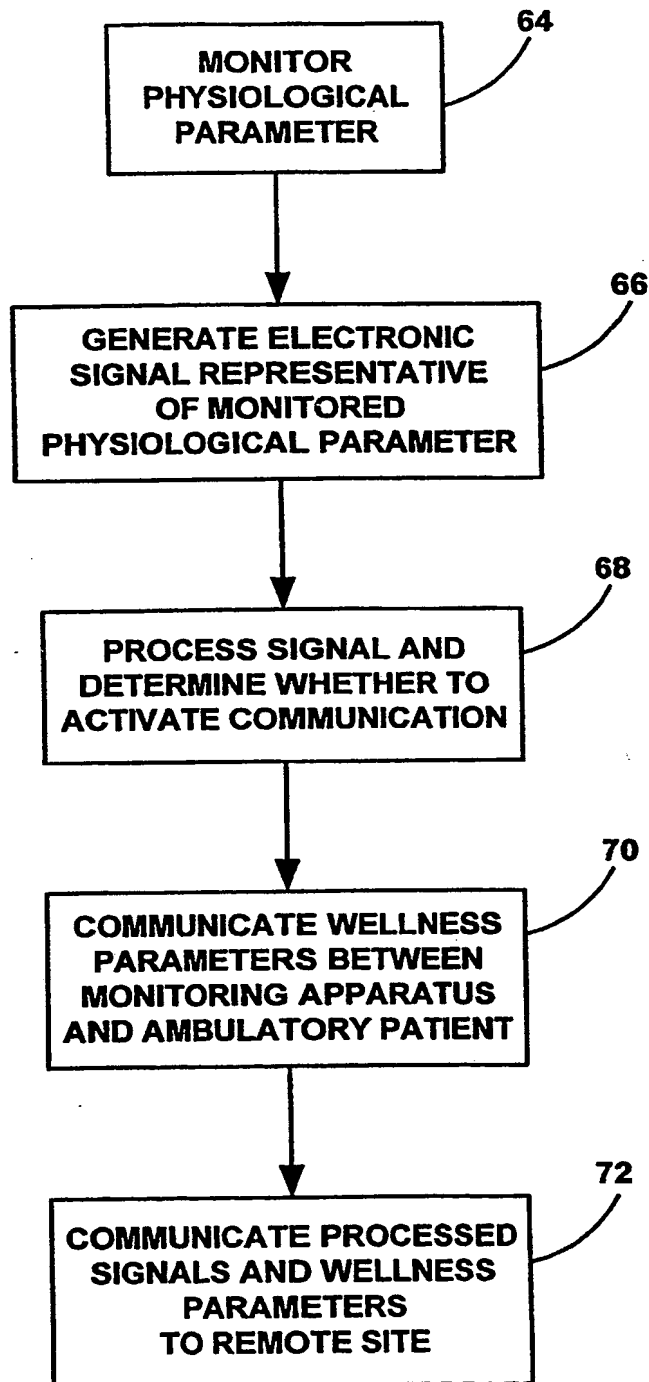 64
MONITOR
PHYSIOLOGICAL
PARAMETER
66
GENERATE ELECTRONIC
SIGNAL REPRESENTATIVE
OF MONITORED
PHYSIOLOGICAL PARAMETER
68
PROCESS SIGNAL AND
DETERMINE WHETHER TO
ACTIVATE COMMUNICATION
70
COMMUNICATE WELLNESS
PARAMETERS BETWEEN
MONITORING APPARATUS
AND AMBULATORY PATIENT
72
COMMUNICATE PROCESSED
SIGNALS AND WELLNESS
PARAMETERS
TO REMOTE SITE